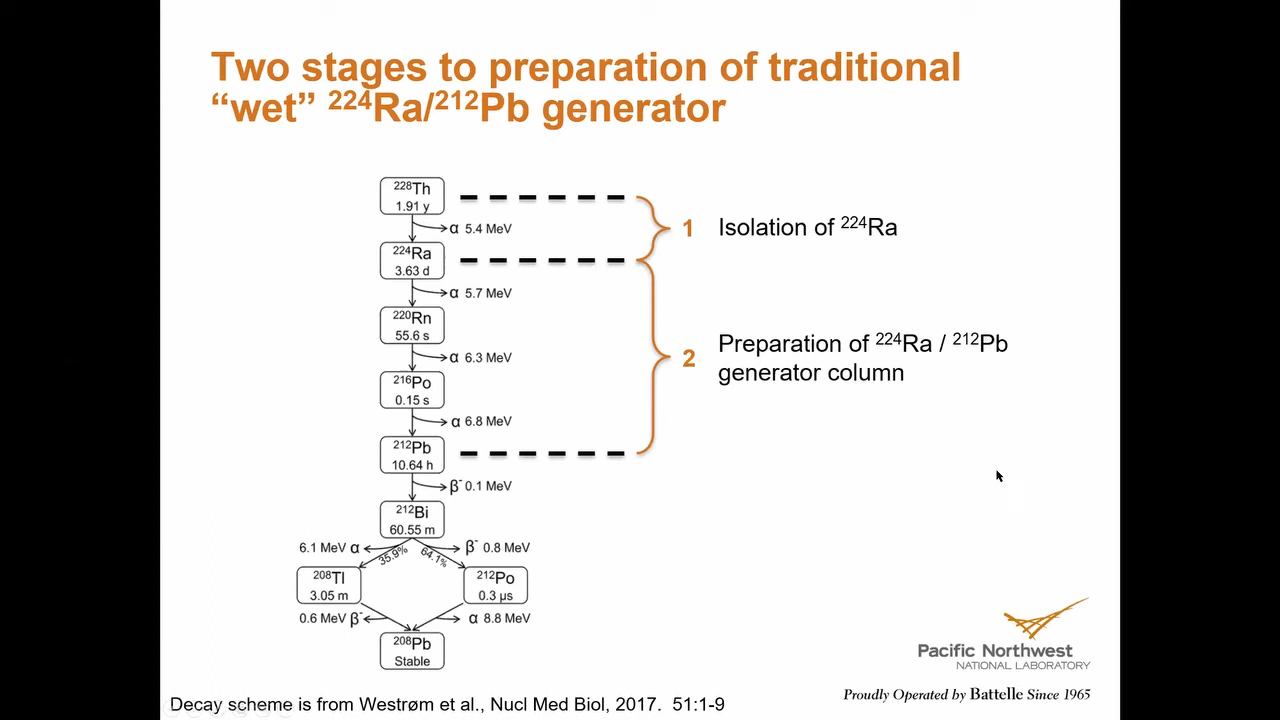 Two stages to preparation of traditional
“wet” ²²⁴Ra/²¹²Pb generator
²²⁸Th
1.91 y
α 5.4 MeV
1 Isolation of ²²⁴Ra
²²⁴Ra
3.63 d
α 5.7 MeV
²²⁰Rn
55.6 s
α 6.3 MeV
2 Preparation of ²²⁴Ra / ²¹²Pb
generator column
²¹⁶Po
0.15 s
α 6.8 MeV
²¹²Pb
10.64 h
β⁻ 0.1 MeV
²¹²Bi
60.55 m
6.1 MeV α 35.9% 64.1% β⁻ 0.8 MeV
²⁰⁸Tl
3.05 m
²¹²Po
0.3 µs
0.6 MeV β⁻
α 8.8 MeV
²⁰⁸Pb
Stable
Pacific Northwest
NATIONAL LABORATORY
Proudly Operated by Battelle Since 1965
Decay scheme is from Westrøm et al., Nucl Med Biol, 2017. 51:1-9